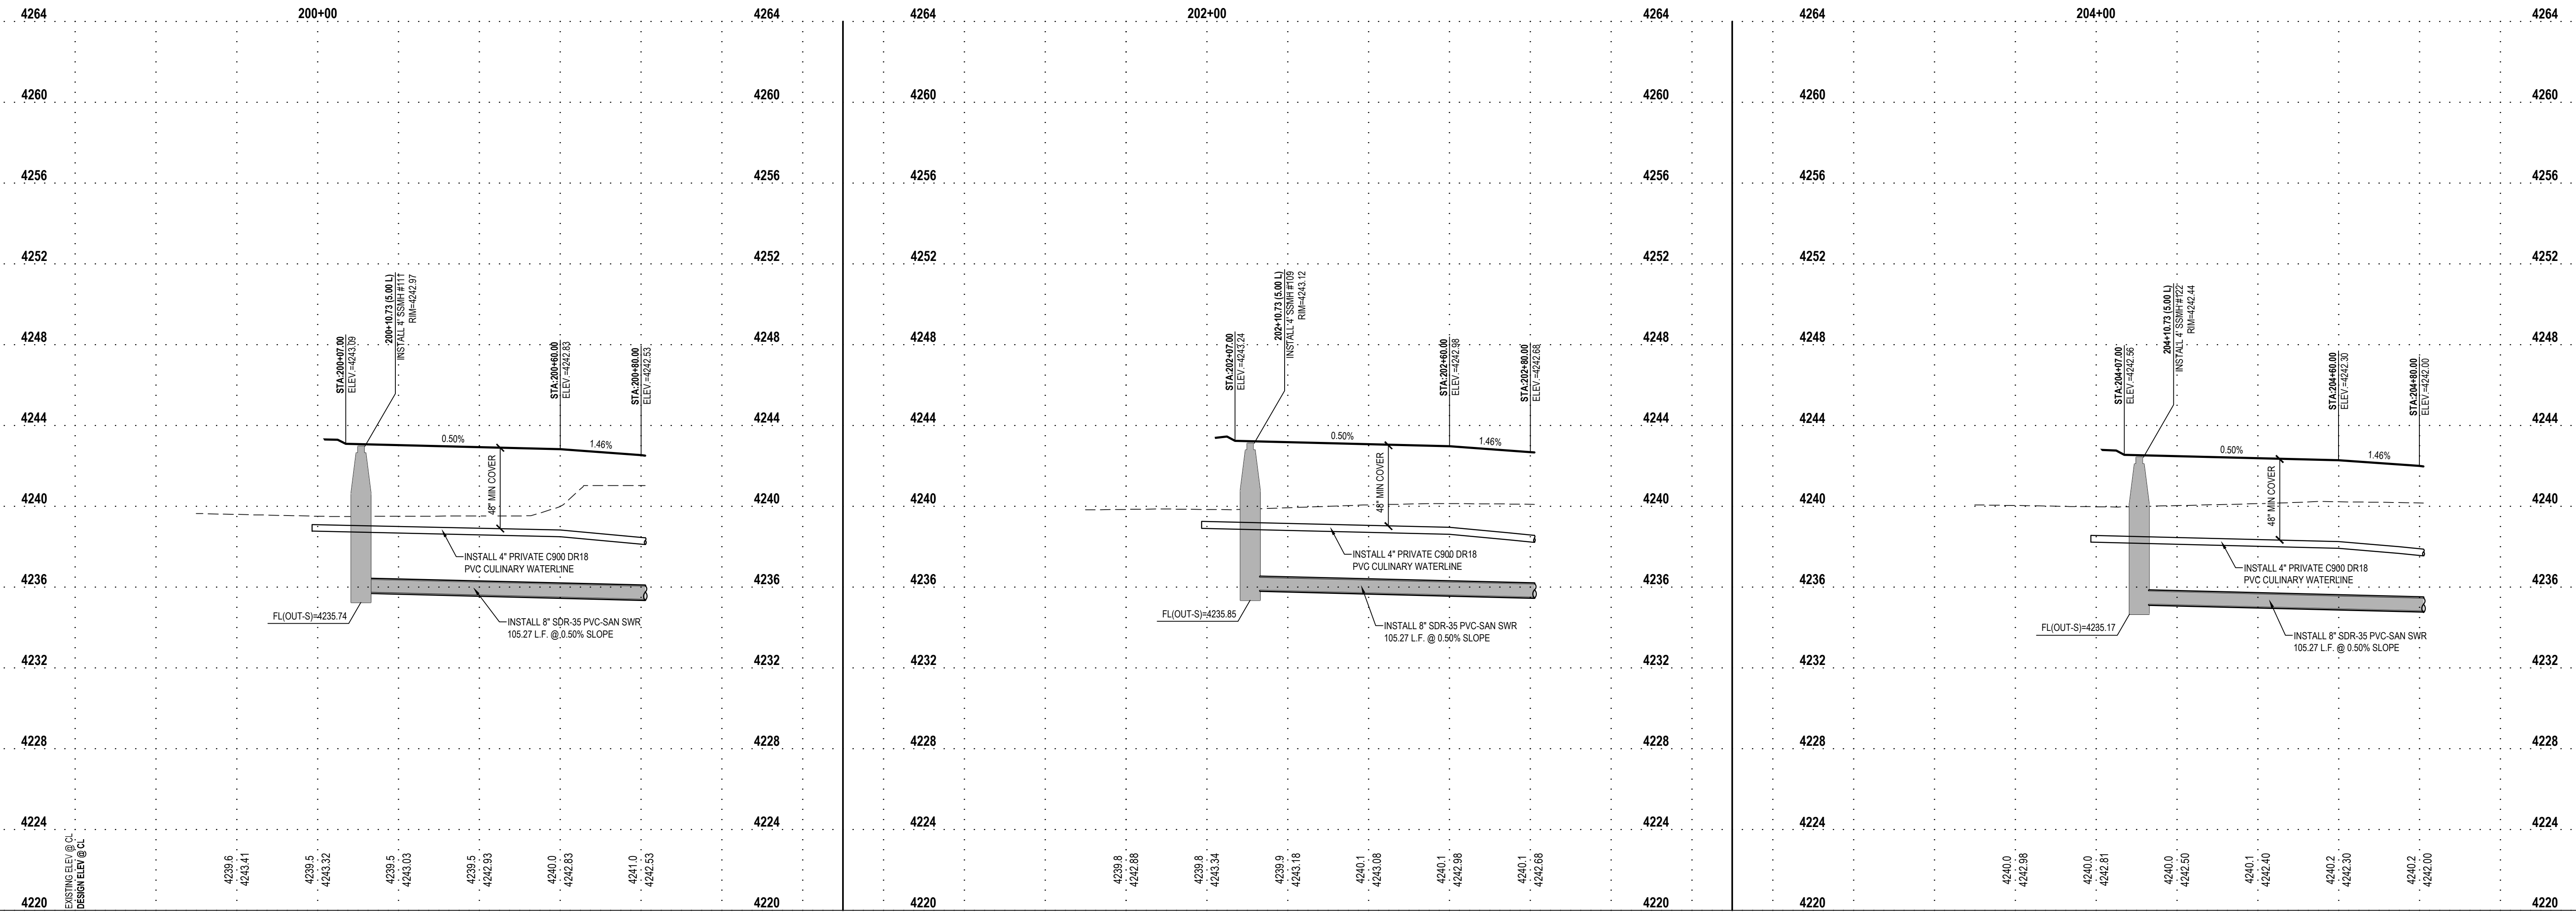 4264
200+00
4264
4260
4260
4256
4256
4252
4252
4248
4248
4244
4244
4240
4240
4236
4236
4232
4232
4228
4228
4224
4224
4220
4220
STA:200+07.00
ELEV.=4243.09
200+10.73 (5.00 L)
INSTALL 4' SSMH #111
RIM=4242.97
STA:200+60.00
ELEV.=4242.83
STA:200+80.00
ELEV.=4242.53
0.50%
1.46%
48" MIN COVER
INSTALL 4" PRIVATE C900 DR18
PVC CULINARY WATERLINE
FL(OUT-S)=4235.74
INSTALL 8" SDR-35 PVC-SAN SWR
105.27 L.F. @ 0.50% SLOPE
EXISTING ELEV @ CL
DESIGN ELEV @ CL
4239.6
4243.41
4239.5
4243.32
4239.5
4243.03
4239.5
4242.93
4240.0
4242.83
4241.0
4242.53
4264
202+00
4264
4260
4260
4256
4256
4252
4252
4248
4248
4244
4244
4240
4240
4236
4236
4232
4232
4228
4228
4224
4224
4220
4220
STA:202+07.00
ELEV.=4243.24
202+10.73 (5.00 L)
INSTALL 4' SSMH #109
RIM=4243.12
STA:202+60.00
ELEV.=4242.98
STA:202+80.00
ELEV.=4242.68
0.50%
1.46%
48" MIN COVER
INSTALL 4" PRIVATE C900 DR18
PVC CULINARY WATERLINE
FL(OUT-S)=4235.85
INSTALL 8" SDR-35 PVC-SAN SWR
105.27 L.F. @ 0.50% SLOPE
4239.8
4242.88
4239.8
4243.34
4239.9
4243.18
4240.1
4243.08
4240.1
4242.98
4240.1
4242.68
4264
204+00
4264
4260
4260
4256
4256
4252
4252
4248
4248
4244
4244
4240
4240
4236
4236
4232
4232
4228
4228
4224
4224
4220
4220
STA:204+07.00
ELEV.=4242.56
204+10.73 (5.00 L)
INSTALL 4' SSMH #122
RIM=4242.44
STA:204+60.00
ELEV.=4242.30
STA:204+80.00
ELEV.=4242.00
0.50%
1.46%
48" MIN COVER
INSTALL 4" PRIVATE C900 DR18
PVC CULINARY WATERLINE
FL(OUT-S)=4235.17
INSTALL 8" SDR-35 PVC-SAN SWR
105.27 L.F. @ 0.50% SLOPE
4240.0
4242.98
4240.0
4242.81
4240.0
4242.50
4240.1
4242.40
4240.2
4242.30
4240.2
4242.00